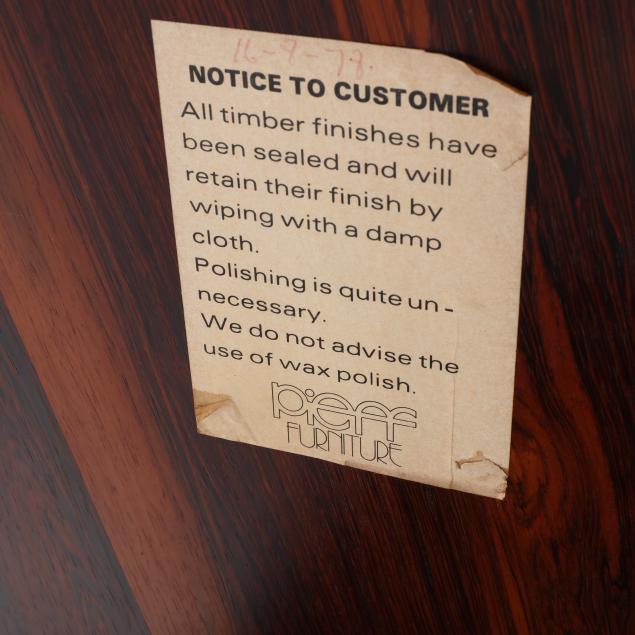 16-9-77.
NOTICE TO CUSTOMER
All timber finishes have
been sealed and will
retain their finish by
wiping with a damp
cloth.
Polishing is quite un-
necessary.
We do not advise the
use of wax polish.
pieff
FURNITURE